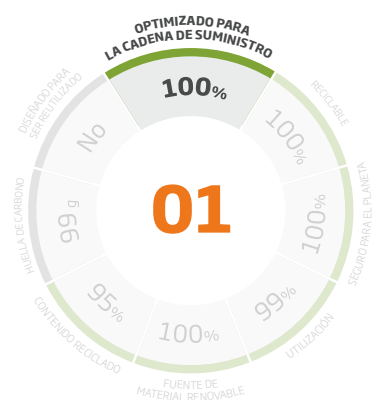 OPTIMIZADO PARA
LA CADENA DE SUMINISTRO
100%
RECICLABLE
100%
SEGURO PARA EL PLANETA
100%
UTILIZACIÓN
99%
FUENTE DE
MATERIAL RENOVABLE
100%
CONTENIDO RECICLADO
95%
HUELLA DE CARBONO
66 g
DISEÑADO PARA
SER REUTILIZADO
No
01